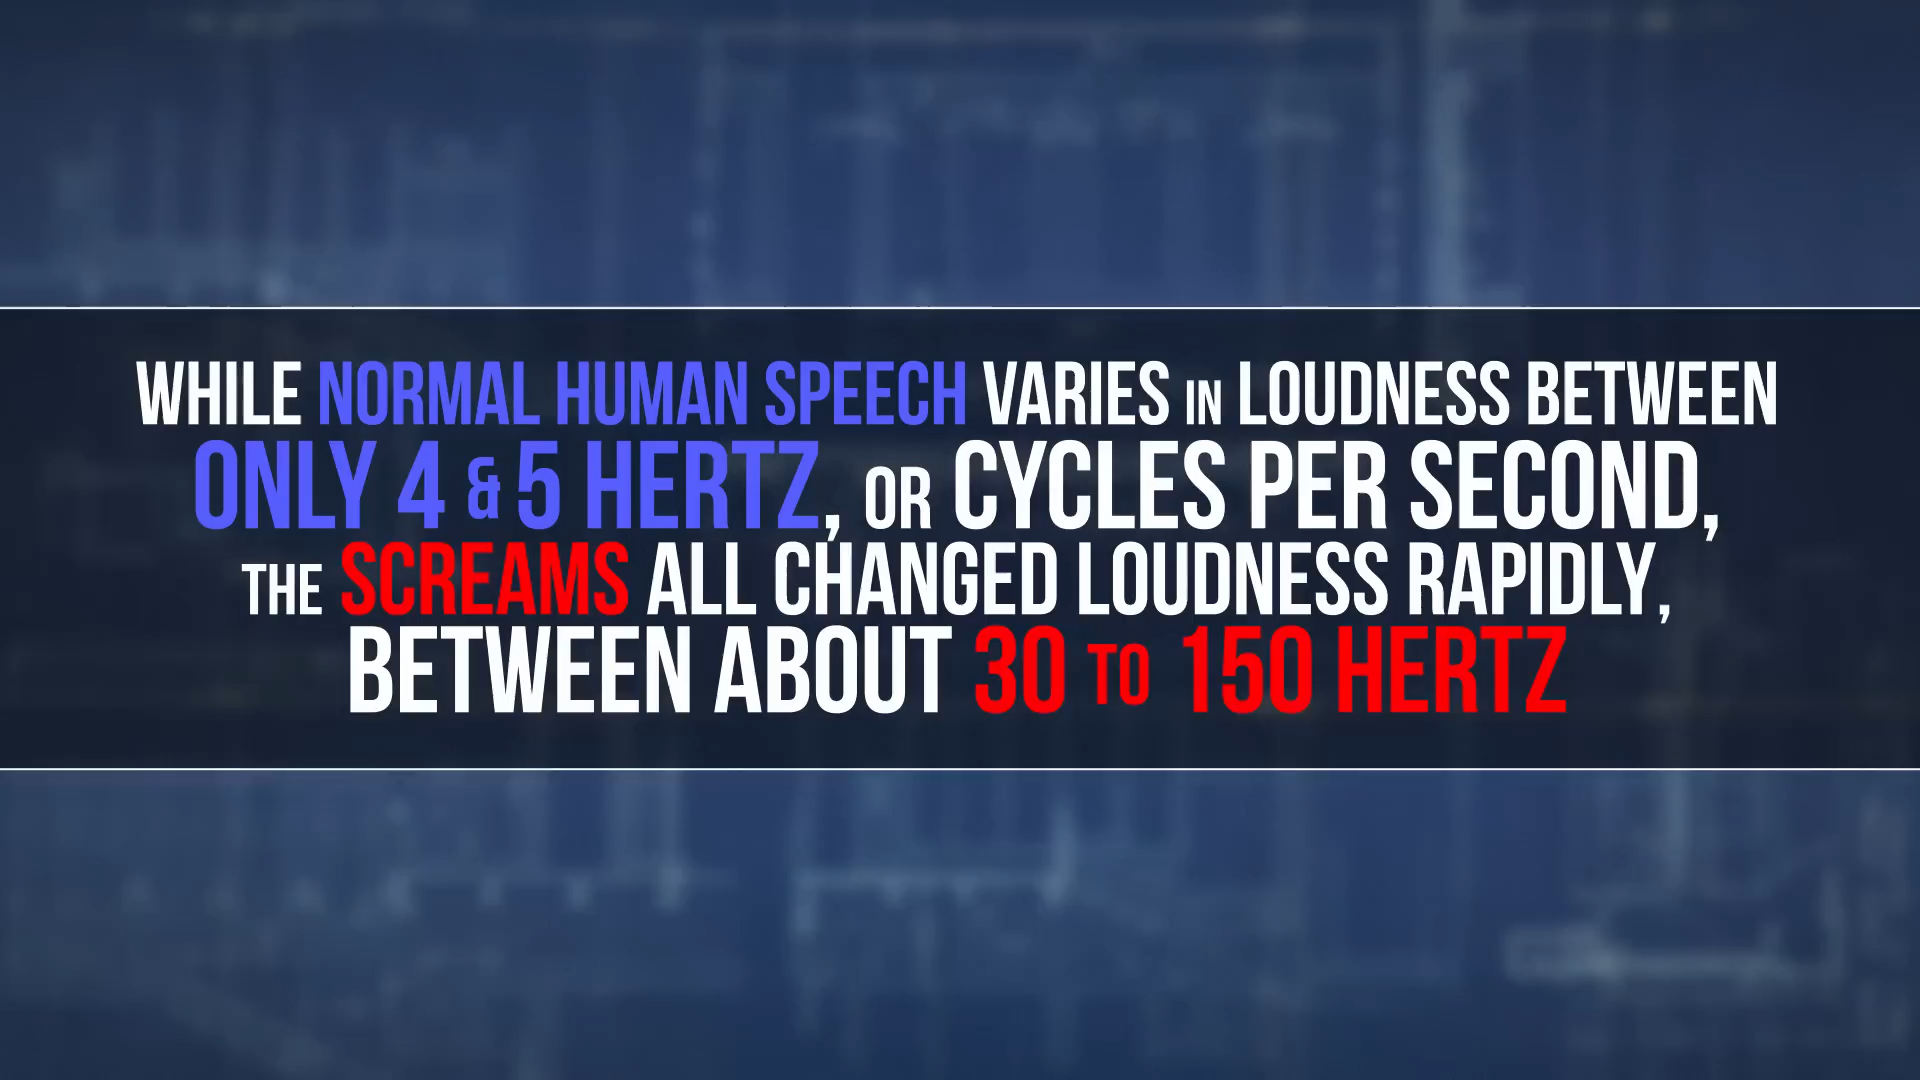 WHILE NORMAL HUMAN SPEECH VARIES IN LOUDNESS BETWEEN
ONLY 4 & 5 HERTZ, OR CYCLES PER SECOND,
THE SCREAMS ALL CHANGED LOUDNESS RAPIDLY,
BETWEEN ABOUT 30 TO 150 HERTZ